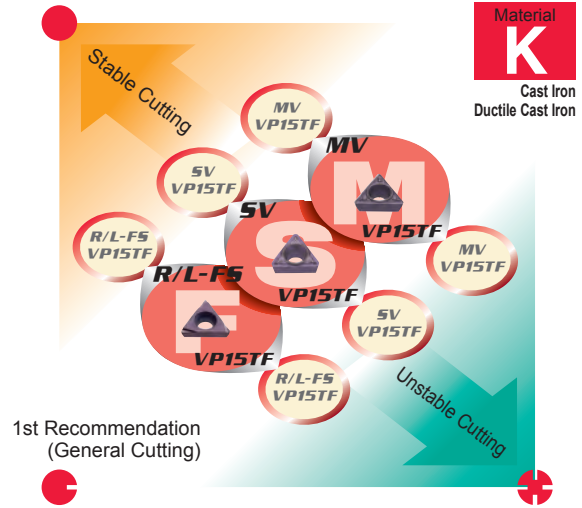 Material
K
Cast Iron
Ductile Cast Iron
Stable Cutting
MV
VP15TF
SV
VP15TF
R/L-FS
VP15TF
MV
M
VP15TF
SV
S
VP15TF
R/L-FS
F
VP15TF
MV
VP15TF
SV
VP15TF
R/L-FS
VP15TF
Unstable Cutting
1st Recommendation
(General Cutting)